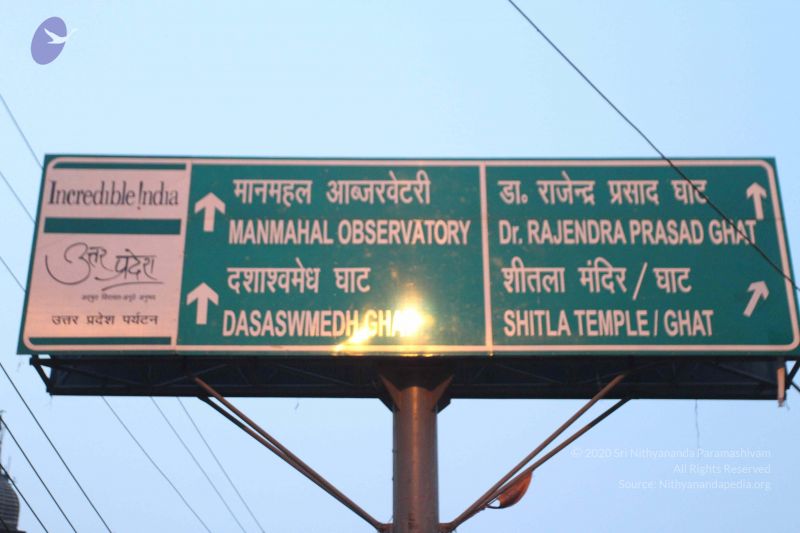 Incredible !ndia
उत्तर प्रदेश
उत्तर प्रदेश पर्यटन
मानमहल आब्जरवेटरी
MANMAHAL OBSERVATORY
दशाश्वमेध घाट
DASASWMEDH GHAT
डा. राजेन्द्र प्रसाद घाट
Dr. RAJENDRA PRASAD GHAT
शीतला मंदिर / घाट
SHITLA TEMPLE / GHAT
© 2020 Sri Nithyananda Paramashivam
All Rights Reserved
Source: Nithyanandapedia.org